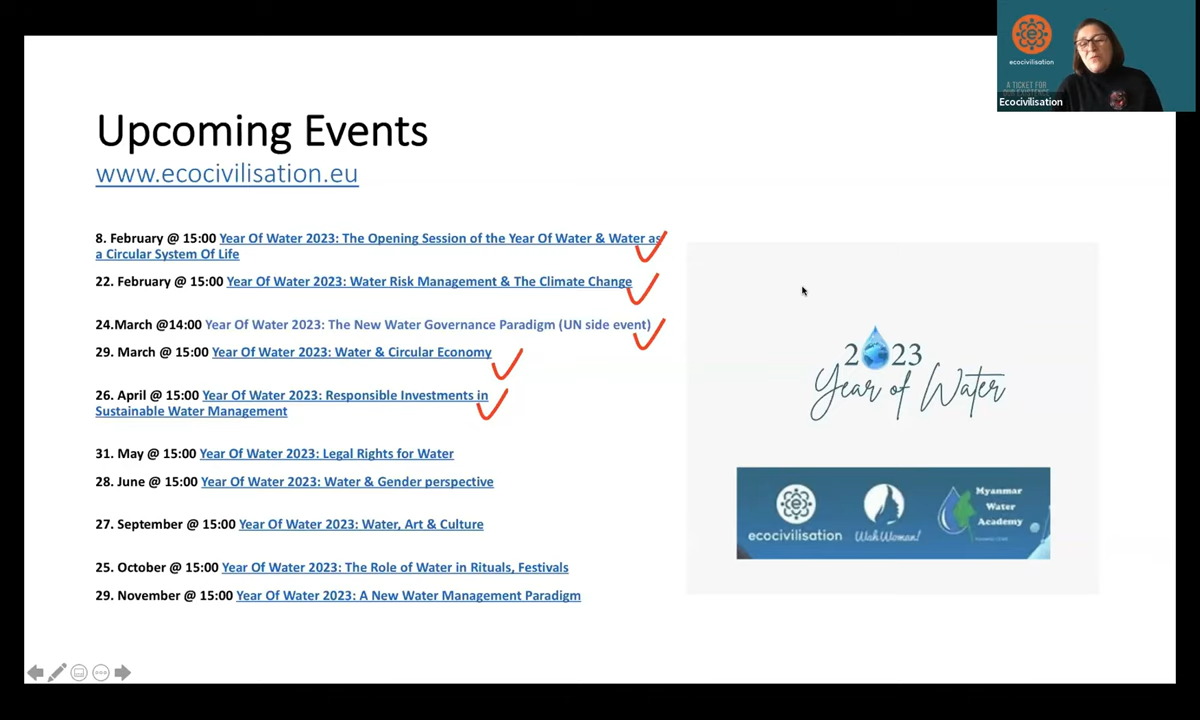 ecocivilisation
A TICKET FOR
OUR EXISTENCE
Ecocivilisation
Upcoming Events
www.ecocivilisation.eu
8. February @ 15:00 Year Of Water 2023: The Opening Session of the Year Of Water & Water as
a Circular System Of Life
22. February @ 15:00 Year Of Water 2023: Water Risk Management & The Climate Change
24.March @14:00 Year Of Water 2023: The New Water Governance Paradigm (UN side event)
29. March @ 15:00 Year Of Water 2023: Water & Circular Economy
26. April @ 15:00 Year Of Water 2023: Responsible Investments in
Sustainable Water Management
31. May @ 15:00 Year Of Water 2023: Legal Rights for Water
28. June @ 15:00 Year Of Water 2023: Water & Gender perspective
27. September @ 15:00 Year Of Water 2023: Water, Art & Culture
25. October @ 15:00 Year Of Water 2023: The Role of Water in Rituals, Festivals
29. November @ 15:00 Year Of Water 2023: A New Water Management Paradigm
2023
Year of Water
ecocivilisation
WahWoman!
Myanmar
Water
Academy